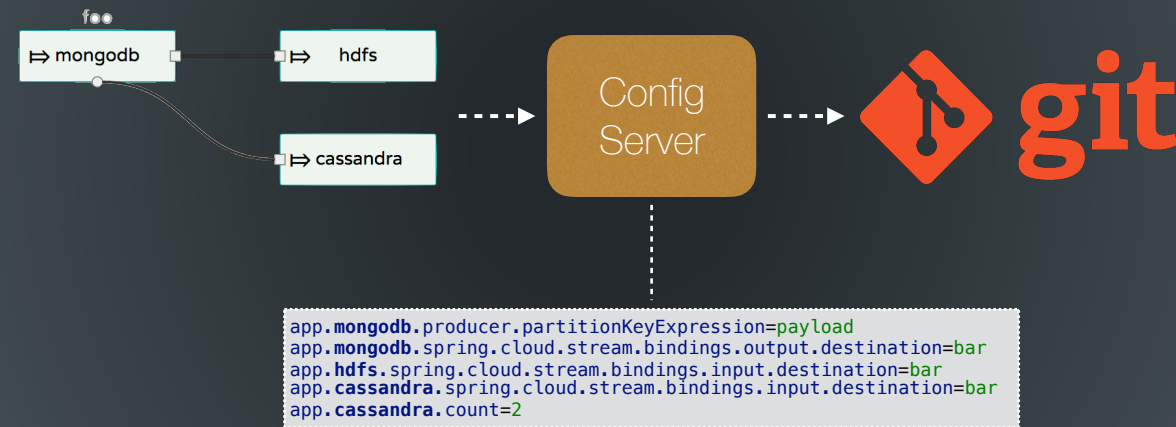 foo
mongodb
hdfs
cassandra
Config
Server
git
app.mongodb.producer.partitionKeyExpression=payload
app.mongodb.spring.cloud.stream.bindings.output.destination=bar
app.hdfs.spring.cloud.stream.bindings.input.destination=bar
app.cassandra.spring.cloud.stream.bindings.input.destination=bar
app.cassandra.count=2